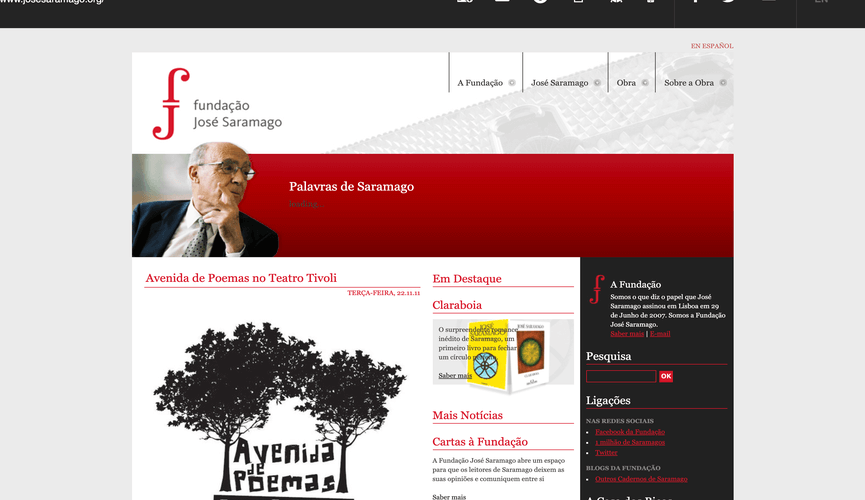 www.josesaramago.org/
EN
EN ESPAÑOL
fundação
José Saramago
A Fundação
José Saramago
Obra
Sobre a Obra
Palavras de Saramago
loading...
Avenida de Poemas no Teatro Tivoli
TERÇA-FEIRA, 22.11.11
Avenida
de
Poemas
Em Destaque
Claraboia
O surpreendente romance
inédito de Saramago, um
primeiro livro para fechar
um círculo
Saber mais
JOSÉ SARAMAGO
Mais Notícias
Cartas à Fundação
A Fundação José Saramago abre um espaço
para que os leitores de Saramago deixem as
suas opiniões e comuniquem entre si
Saber mais
A Fundação
Somos o que diz o papel que José
Saramago assinou em Lisboa em 29
de Junho de 2007. Somos a Fundação
José Saramago.
Saber mais | E-mail
Pesquisa
OK
Ligações
NAS REDES SOCIAIS
Facebook da Fundação
1 milhão de Saramagos
Twitter
BLOGS DA FUNDAÇÃO
Outros Cadernos de Saramago